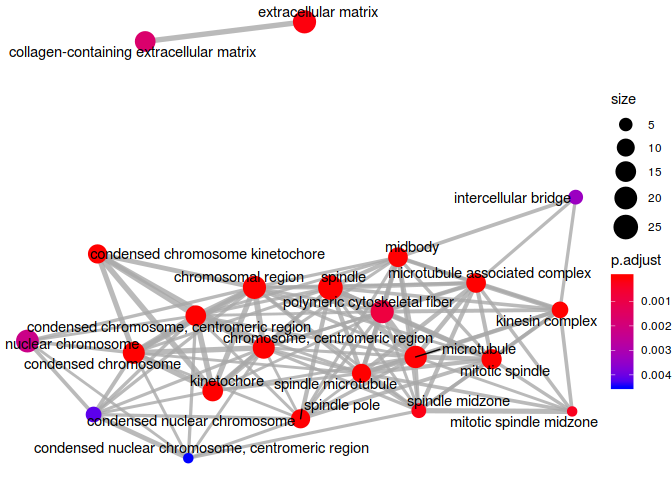 extracellular matrix
collagen-containing extracellular matrix
size
5
10
15
20
25
intercellular bridge
midbody
condensed chromosome kinetochore
p.adjust
chromosomal region
spindle
microtubule associated complex
polymeric cytoskeletal fiber
0.001
kinesin complex
condensed chromosome, centromeric region
0.002
chromosome, centromeric region
nuclear chromosome
microtubule
0.003
condensed chromosome
mitotic spindle
0.004
kinetochore
spindle microtubule
spindle pole
spindle midzone
condensed nuclear chromosome
mitotic spindle midzone
condensed nuclear chromosome, centromeric region